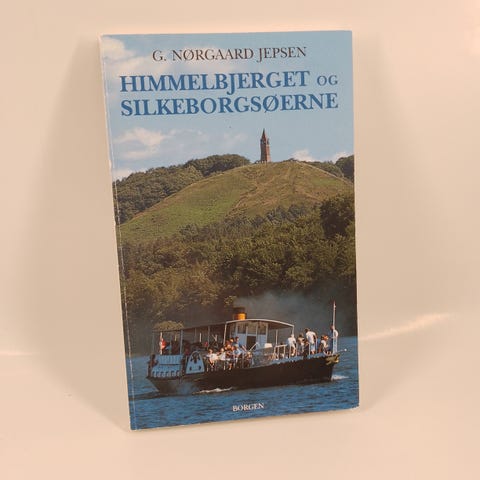 G. NØRGAARD JEPSEN
HIMMELBJERGET OG
SILKEBORGSØERNE
BORGEN